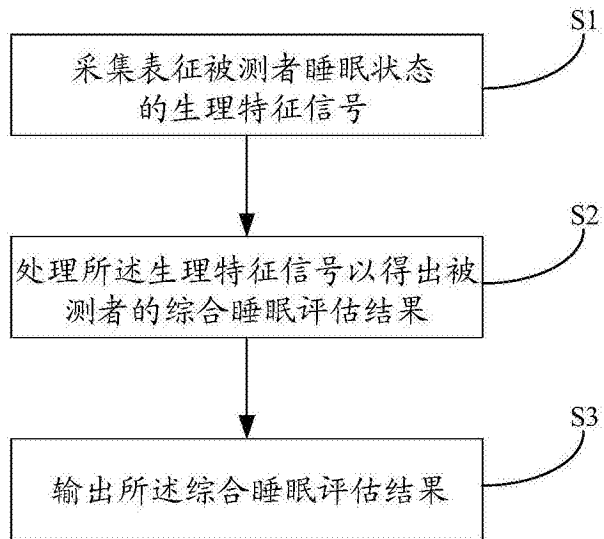 S1
采集表征被测者睡眠状态
的生理特征信号
S2
处理所述生理特征信号以得出被
测者的综合睡眠评估结果
S3
输出所述综合睡眠评估结果